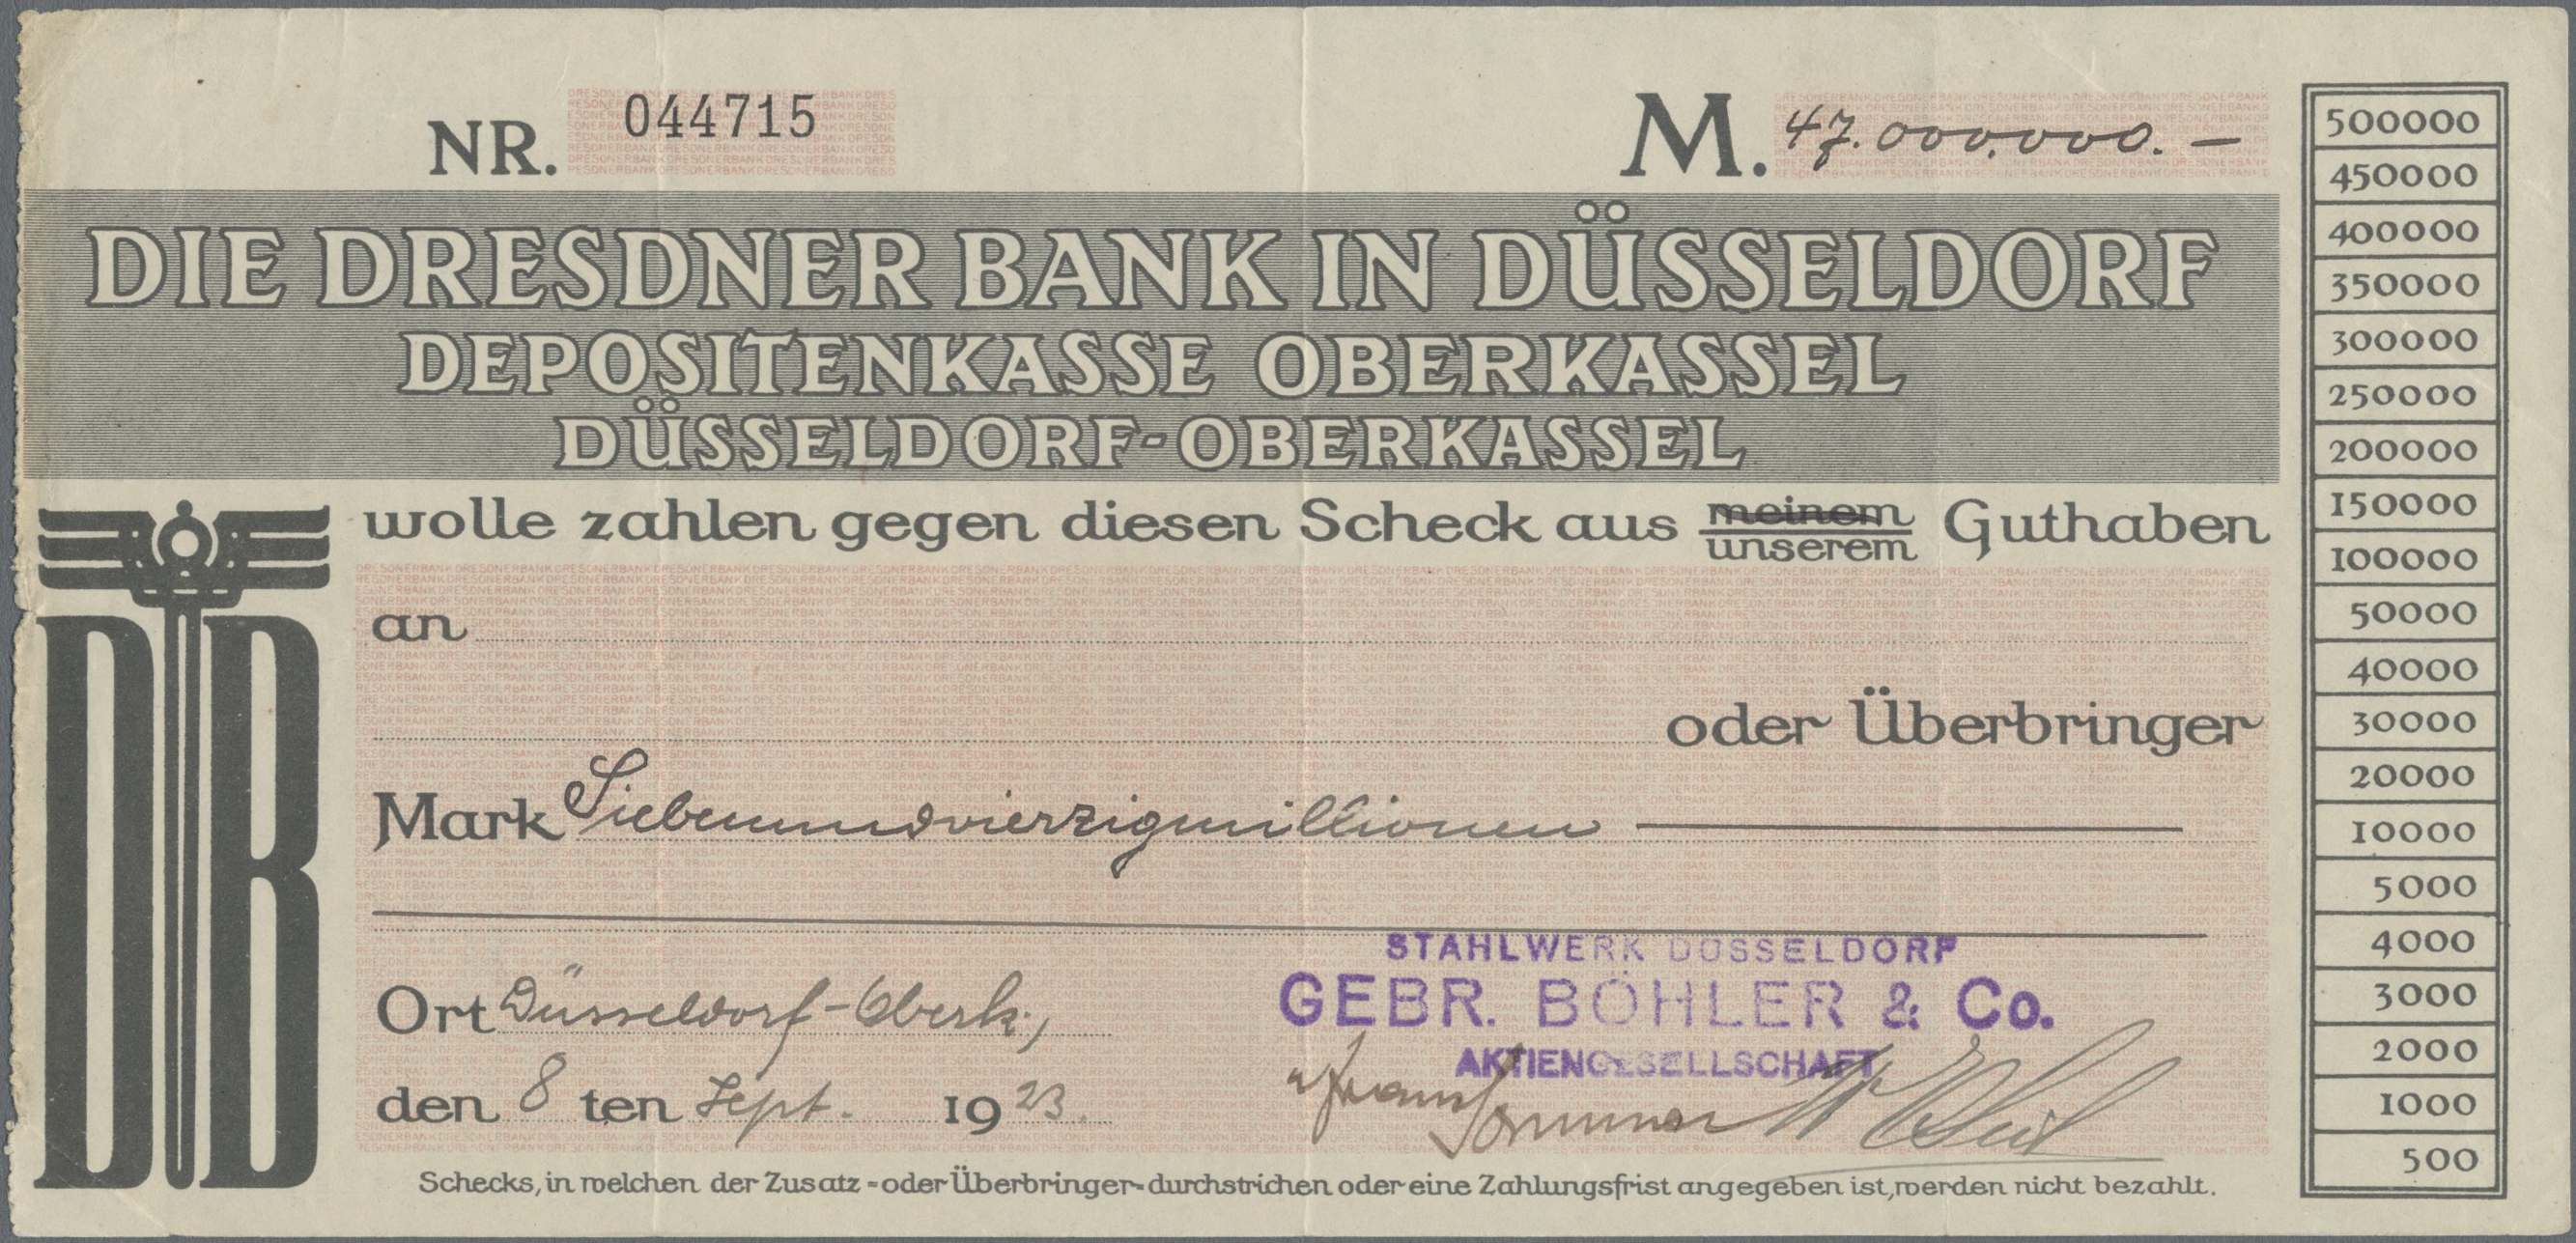 NR. 044715
M. 47.000.000.—
DIE DRESDNER BANK IN DÜSSELDORF
DEPOSITENKASSE OBERKASSEL
DÜSSELDORF-OBERKASSEL
wolle zahlen gegen diesen Scheck aus meinem unserem Guthaben
an
oder Überbringer
Mark Siebenundvierzigmillionen
STAHLWERK DÜSSELDORF
GEBR. BÖHLER & Co.
AKTIENGESELLSCHAFT
Ort Düsseldorf-Oberk.,
den 8 ten Sept. 1923.
Schecks, in welchen der Zusatz =oder Überbringer= durchstrichen oder eine Zahlungsfrist angegeben ist, werden nicht bezahlt.
DB
500000
450000
400000
350000
300000
250000
200000
150000
100000
50000
40000
30000
20000
10000
5000
4000
3000
2000
1000
500